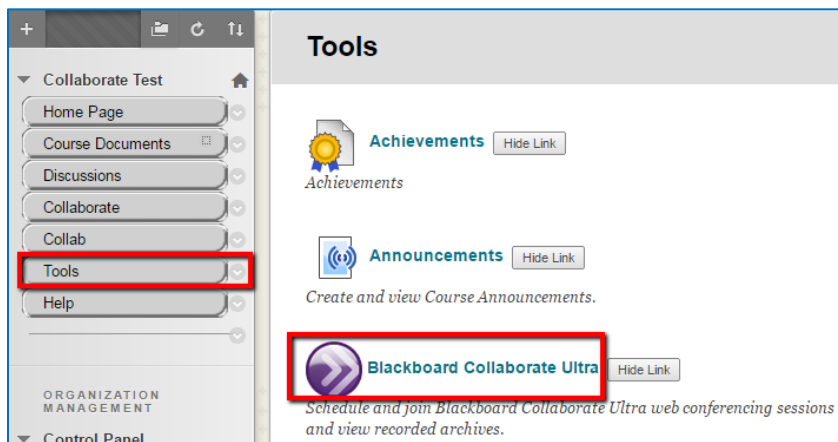 Collaborate Test
Home Page
Course Documents
Discussions
Collaborate
Collab
Tools
Help
ORGANIZATION
MANAGEMENT
Control Panel
Tools
Achievements Hide Link
Achievements
Announcements Hide Link
Create and view Course Announcements.
Blackboard Collaborate Ultra Hide Link
Schedule and join Blackboard Collaborate Ultra web conferencing sessions
and view recorded archives.